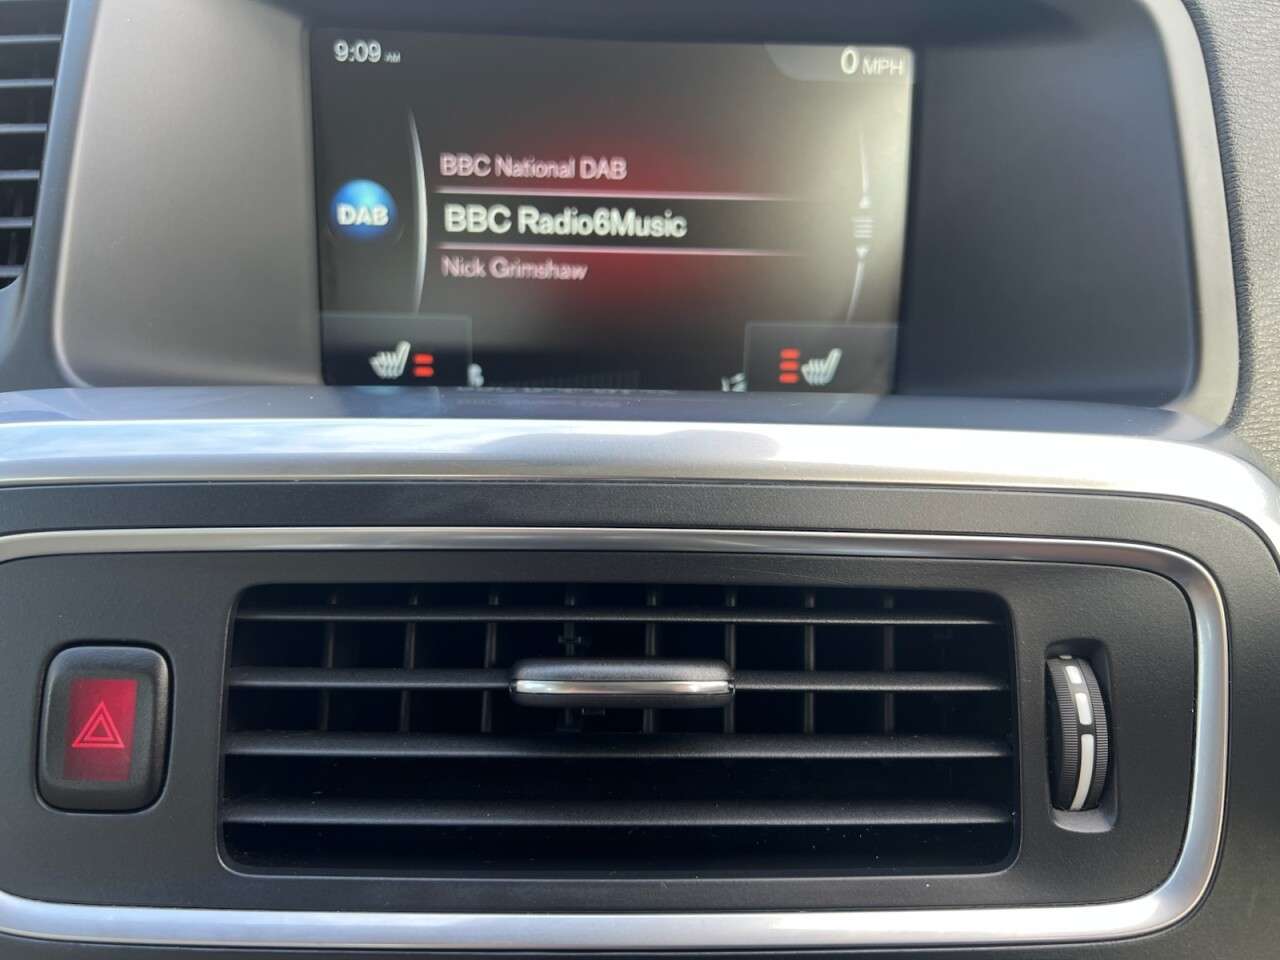 9:09 AM
0 MPH
BBC National DAB
DAB
BBC Radio6Music
Nick Grimshaw